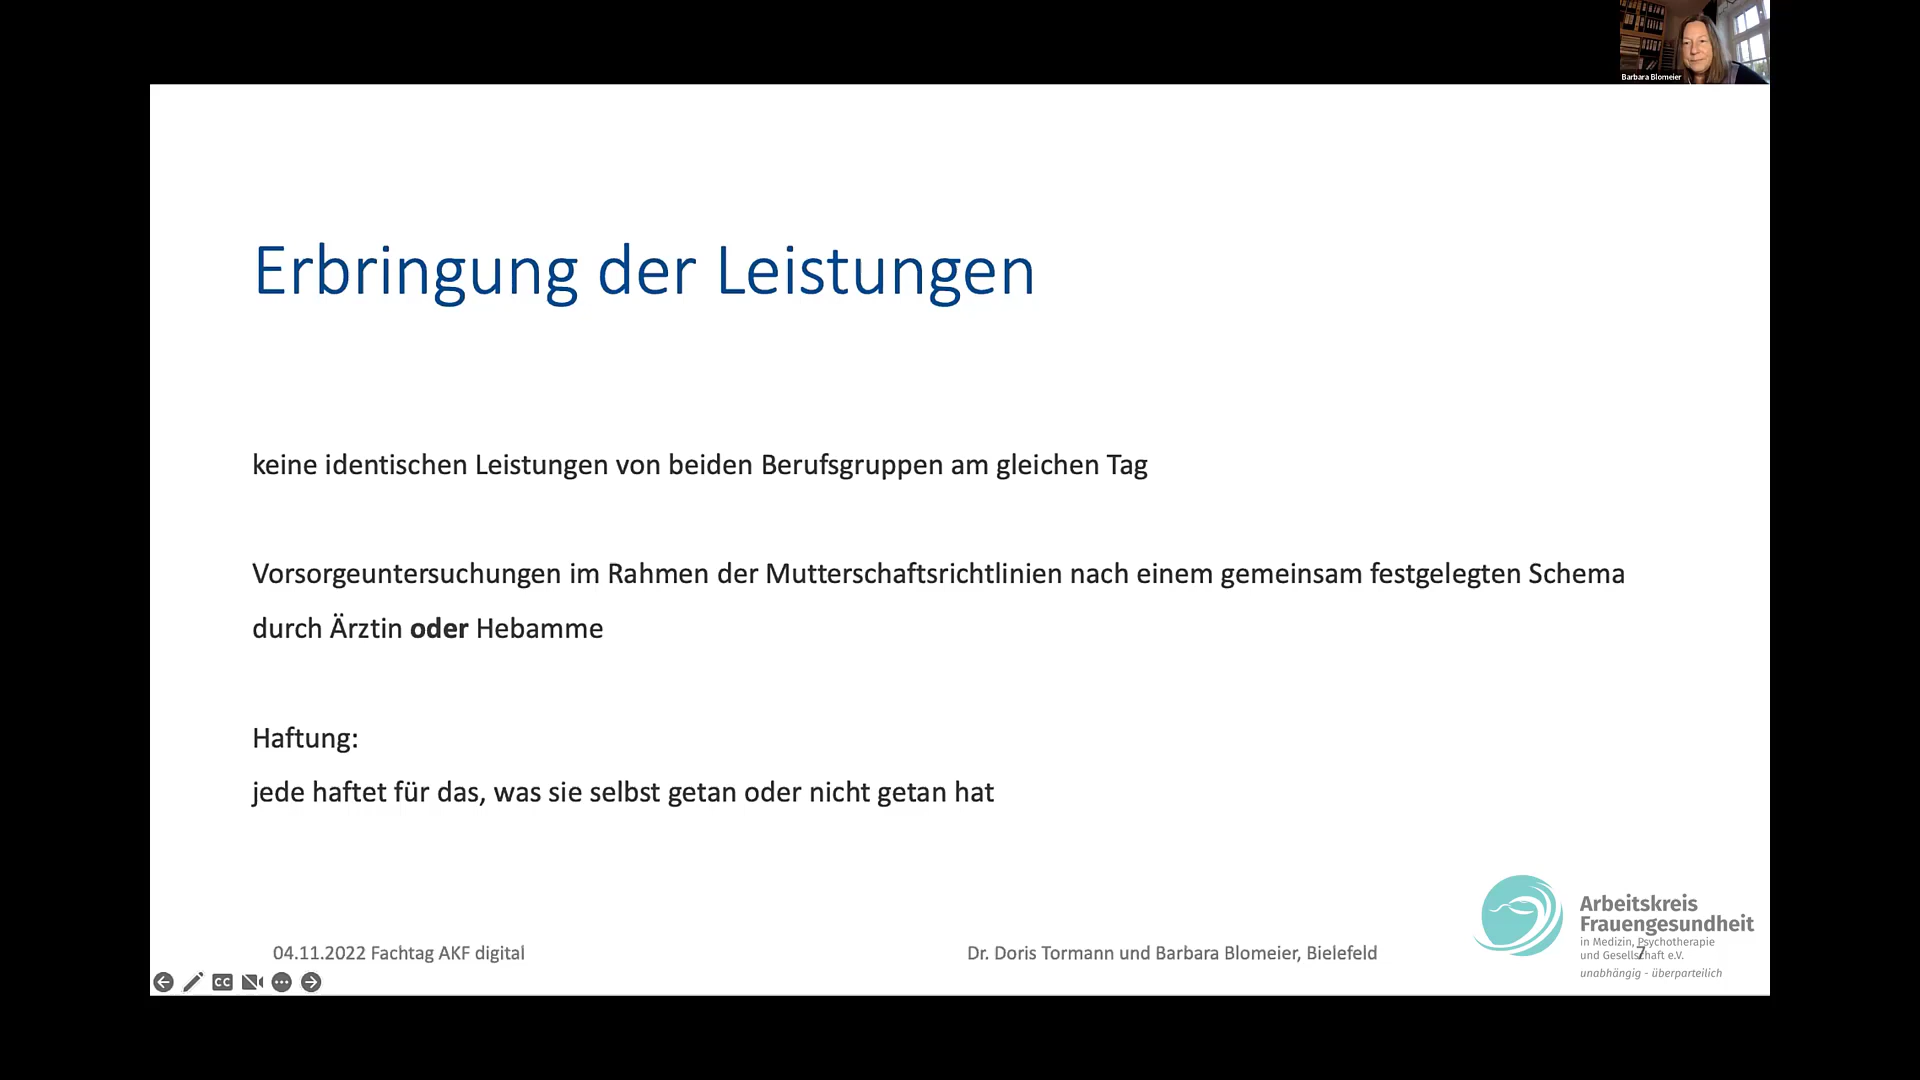 Barbara Blomeier
Erbringung der Leistungen
keine identischen Leistungen von beiden Berufsgruppen am gleichen Tag
Vorsorgeuntersuchungen im Rahmen der Mutterschaftsrichtlinien nach einem gemeinsam festgelegten Schema
durch Ärztin oder Hebamme
Haftung:
jede haftet für das, was sie selbst getan oder nicht getan hat
04.11.2022 Fachtag AKF digital
Dr. Doris Tormann und Barbara Blomeier, Bielefeld
7
Arbeitskreis
Frauengesundheit
in Medizin, Psychotherapie
und Gesellschaft e.V.
unabhängig - überparteilich
CC